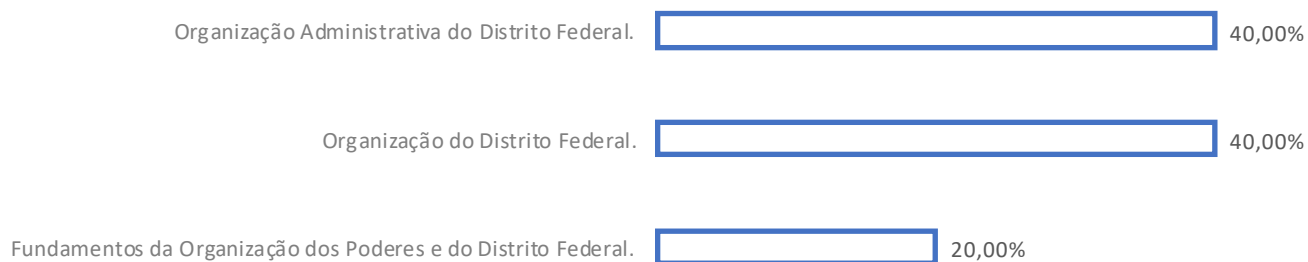 Organização Administrativa do Distrito Federal. 40,00%
Organização do Distrito Federal. 40,00%
Fundamentos da Organização dos Poderes e do Distrito Federal. 20,00%